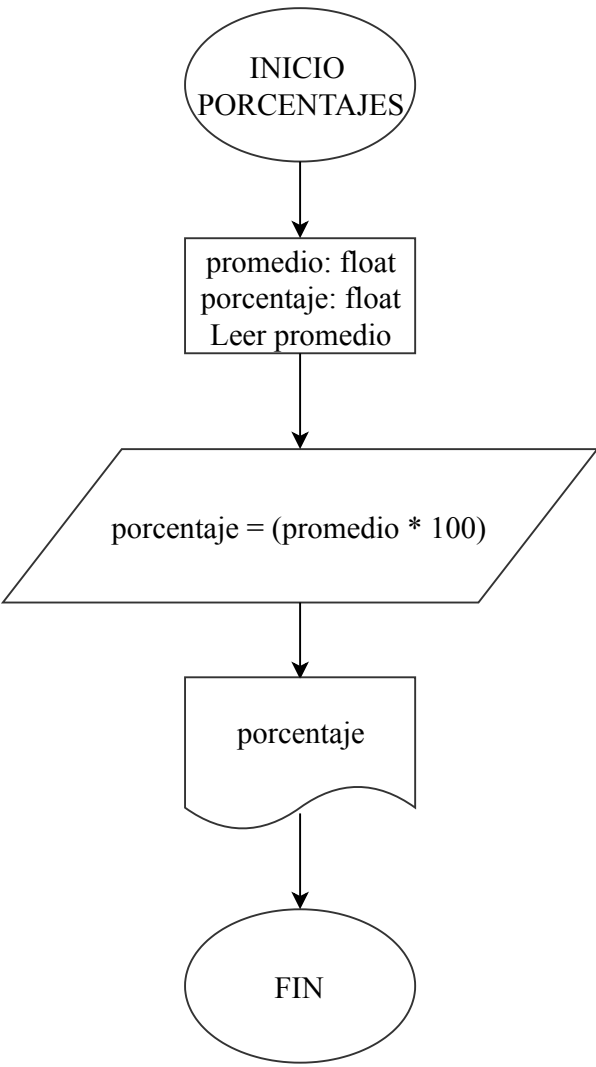 INICIO
PORCENTAJES
promedio: float
porcentaje: float
Leer promedio
porcentaje = (promedio * 100)
porcentaje
FIN